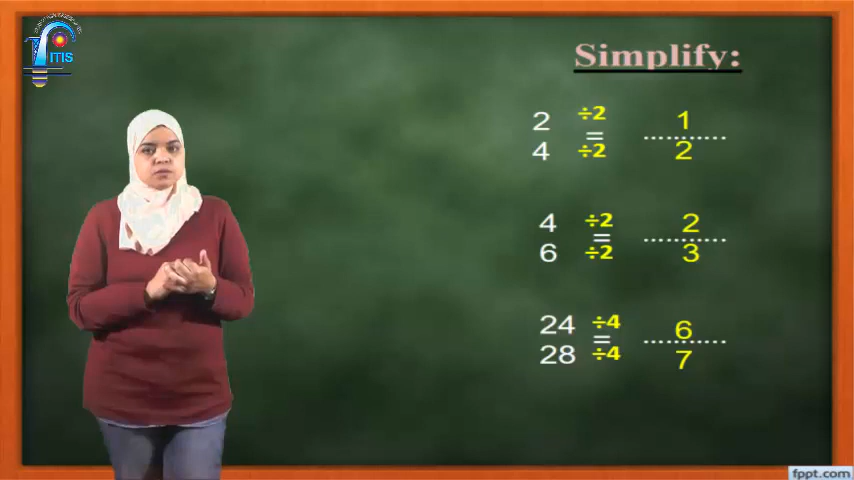 ITIS
Simplify:
2 ÷2 1
= ............
4 ÷2 2
4 ÷2 2
= ............
6 ÷2 3
24 ÷4 6
= ............
28 ÷4 7
fppt.com